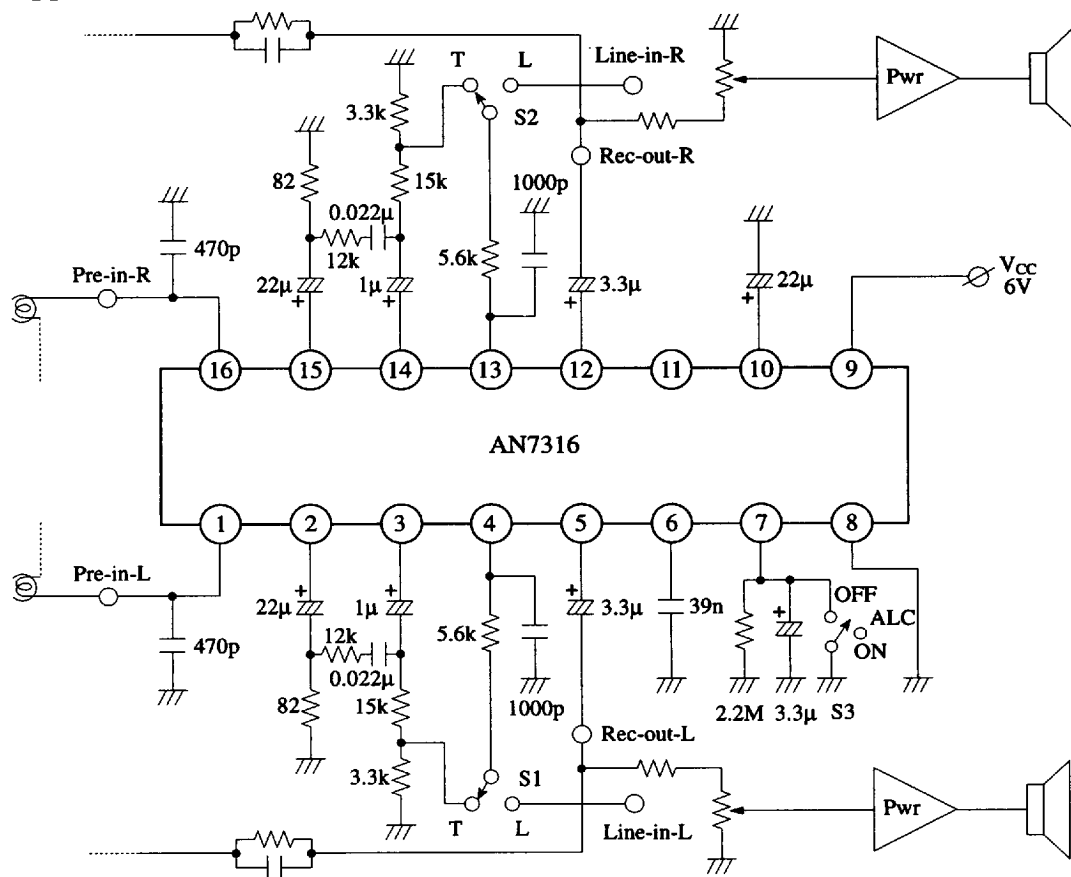 T
L
Line-in-R
Pwr
3.3k
S2
Rec-out-R
82
15k
1000p
0.022μ
470p
12k
5.6k
Pre-in-R
22μ
+
1μ
+
3.3μ
+
22μ
+
VCC
6V
16
15
14
13
12
11
10
9
AN7316
1
2
3
4
5
6
7
8
Pre-in-L
+
22μ
+
1μ
+
3.3μ
39n
OFF
+
ALC
ON
470p
12k
5.6k
0.022μ
82
15k
1000p
2.2M
3.3μ
S3
Rec-out-L
3.3k
S1
T
L
Line-in-L
Pwr